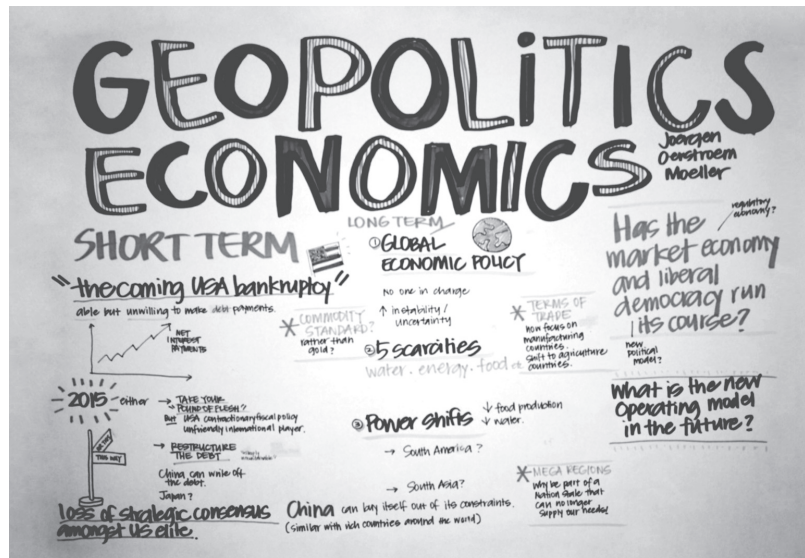 GEOPOLITICS
ECONOMICS
Joergen
Oerstroem
Moeller
SHORT TERM
"the coming USA bankruptcy"
able but unwilling to make debt payments.
NET
INTEREST
PAYMENTS
2015 either
→ TAKE YOUR
"POUND OF FLESH"?
BUT USA contractionary fiscal policy
unfriendly international player.
→ RESTRUCTURE
THE DEBT
China can write off
the debt.
Japan?
THIS WAY
loss of strategic consensus
amongst US elite.
LONG TERM
① GLOBAL
ECONOMIC POLICY
No one in charge
↑ instability/
uncertainty
* COMMODITY
STANDARD?
rather than
gold?
* TERMS OF
TRADE
now focus on
manufacturing
countries.
shift to agriculture
countries.
② 5 scarcities
water. energy. food etc
③ Power shifts
↓ food production
↓ water.
→ South America?
→ South Asia?
* MEGA REGIONS
why be part of a
Nation State that
can no longer
supply our needs?
China can buy itself out of its constraints.
(similar with rich countries around the world)
Has the
market economy
and liberal
democracy run
its course?
regulatory
economy?
new
political
model?
What is the new
Operating model
in the future?